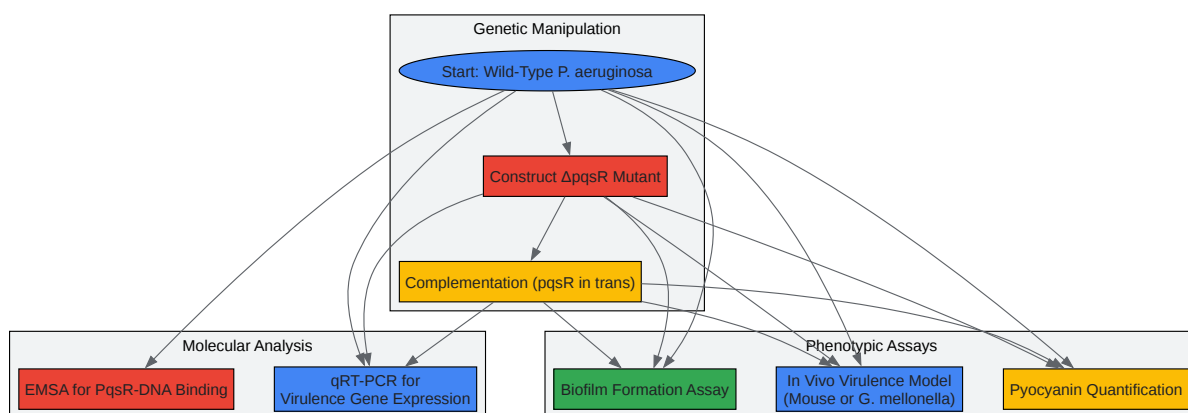 Genetic Manipulation
Start: Wild-Type P. aeruginosa
Construct ΔpqsR Mutant
Complementation (pqsR in trans)
Molecular Analysis
EMSA for PqsR-DNA Binding
qRT-PCR for
Virulence Gene Expression
Phenotypic Assays
Biofilm Formation Assay
In Vivo Virulence Model
(Mouse or G. mellonella)
Pyocyanin Quantification